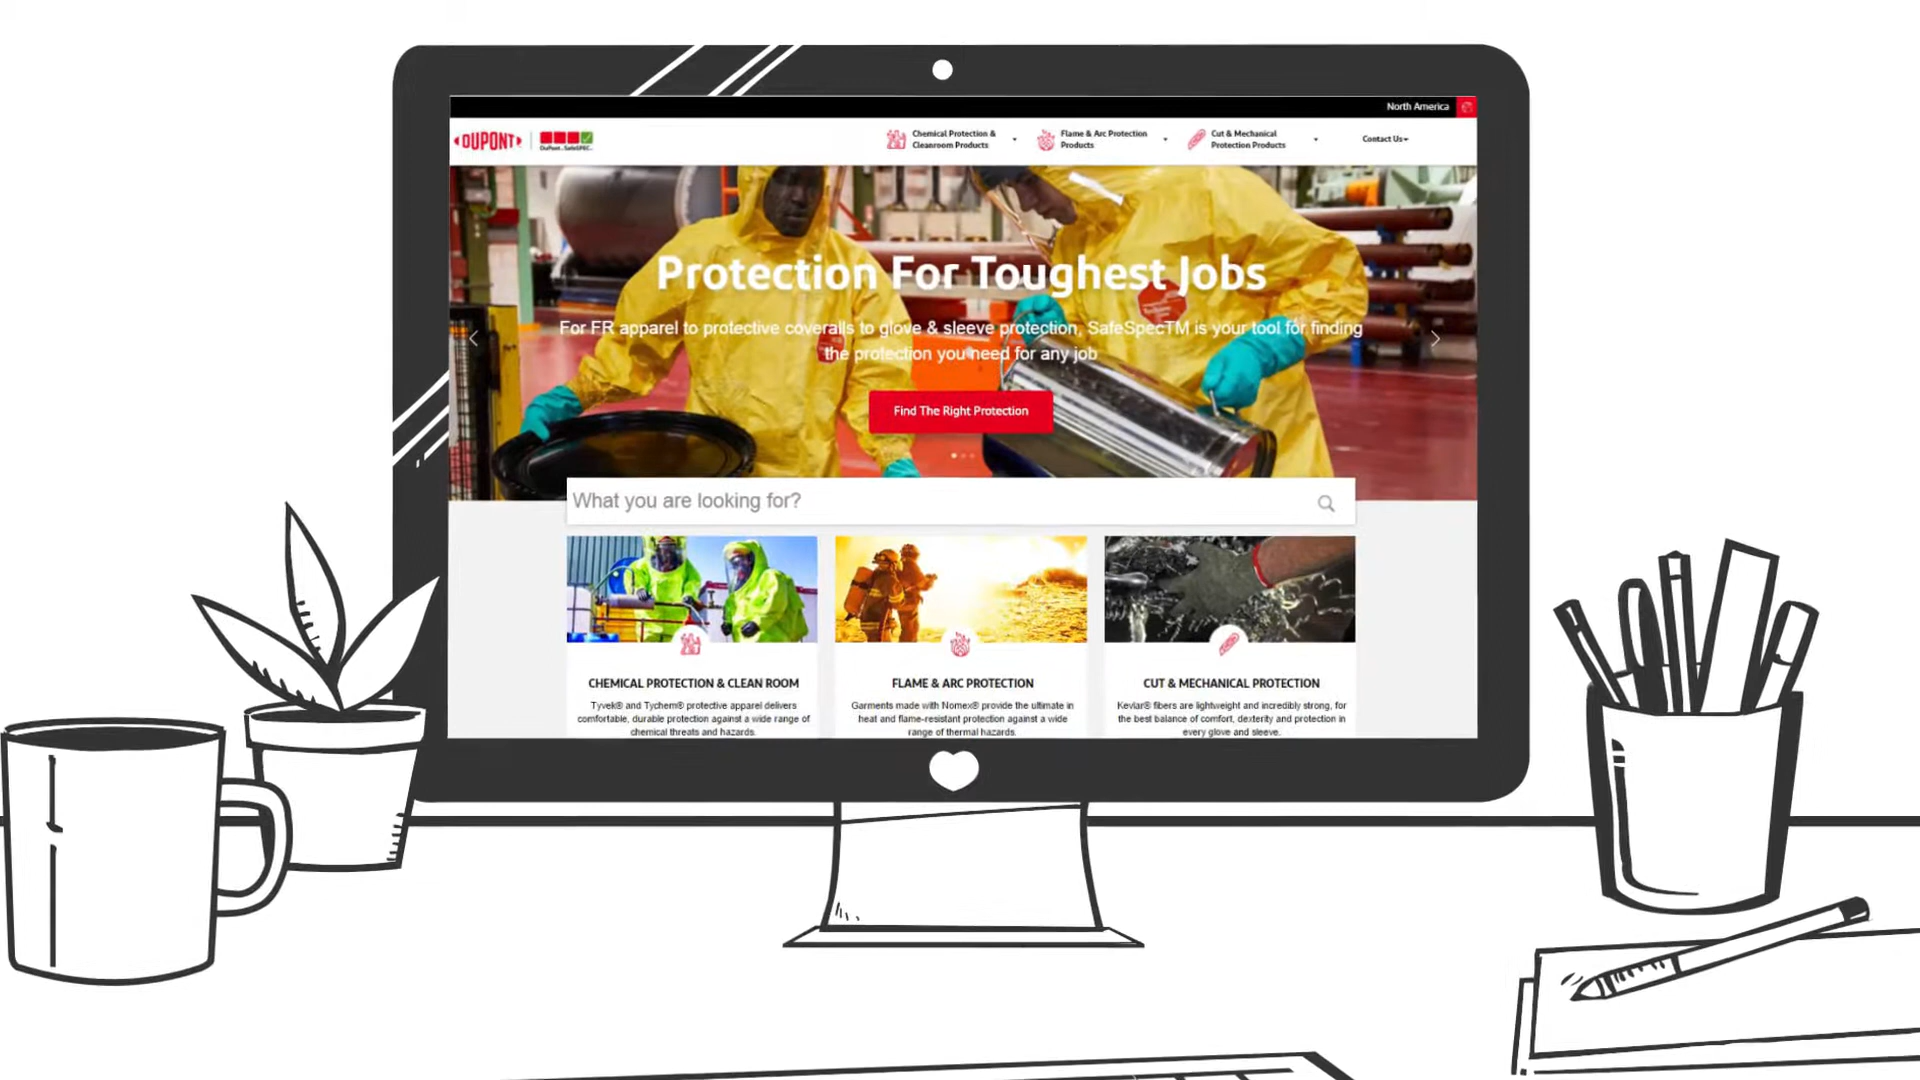 North America
DUPONT
DuPont™ SafeSPEC™
Chemical Protection &
Cleanroom Products
Flame & Arc Protection
Products
Cut & Mechanical
Protection Products
Contact Us
Protection For Toughest Jobs
For FR apparel to protective coveralls to glove & sleeve protection, SafeSpecTM is your tool for finding
the protection you need for any job
Find The Right Protection
What you are looking for?
CHEMICAL PROTECTION & CLEAN ROOM
Tyvek® and Tychem® protective apparel delivers
comfortable, durable protection against a wide range of
chemical threats and hazards.
FLAME & ARC PROTECTION
Garments made with Nomex® provide the ultimate in
heat and flame-resistant protection against a wide
range of thermal hazards.
CUT & MECHANICAL PROTECTION
Kevlar® fibers are lightweight and incredibly strong, for
the best balance of comfort, dexterity and protection in
every glove and sleeve.